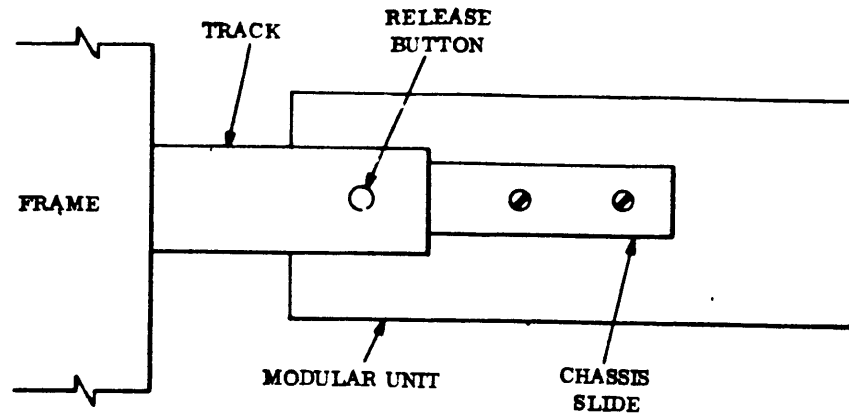 TRACK
RELEASE
BUTTON
FRAME
MODULAR UNIT
CHASSIS
SLIDE